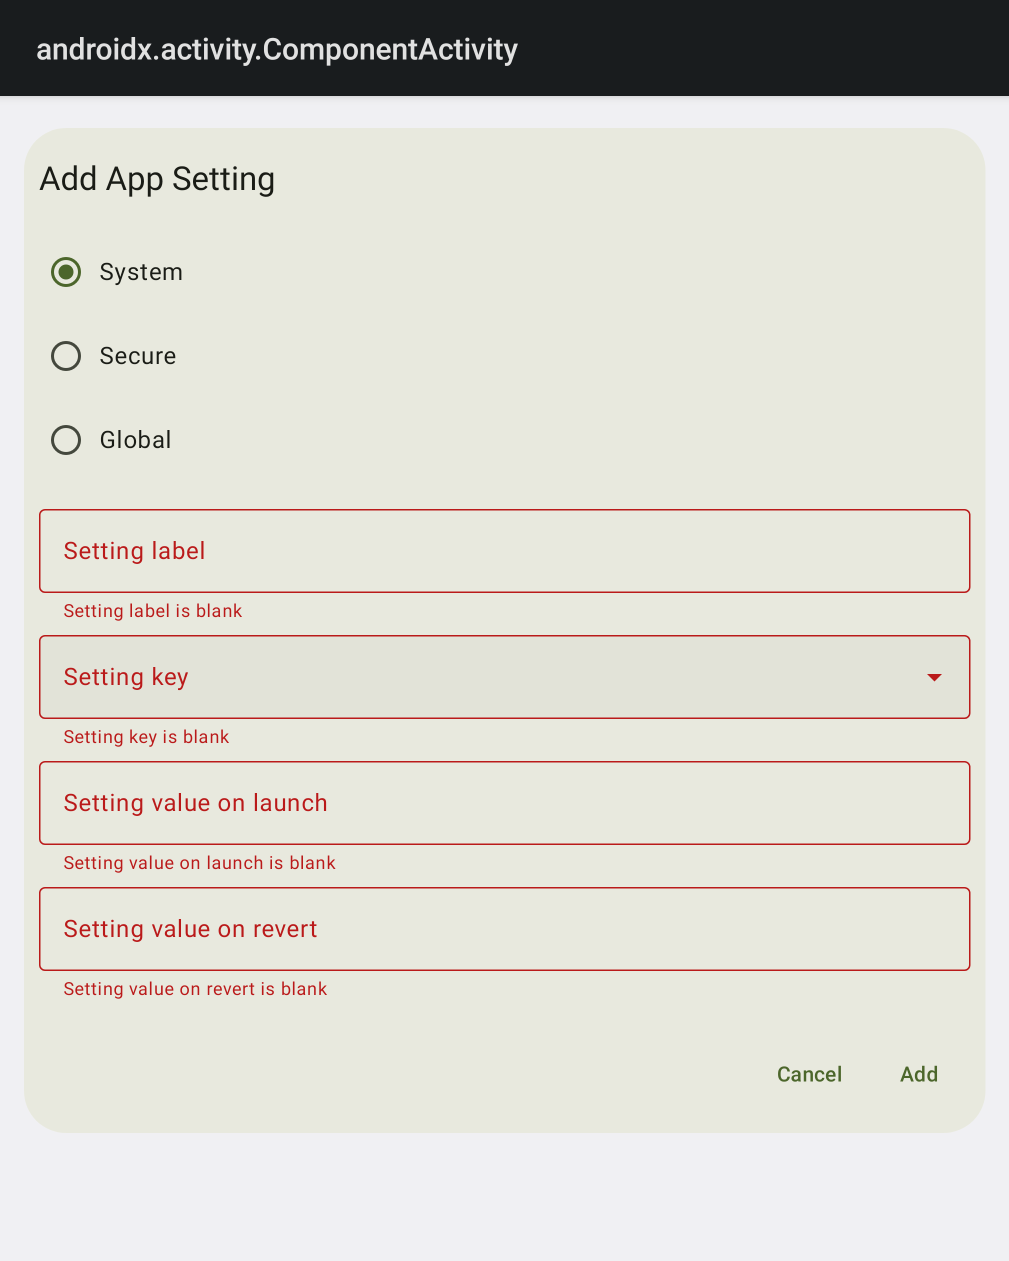 androidx.activity.ComponentActivity
Add App Setting
System
Secure
Global
Setting label
Setting label is blank
Setting key
Setting key is blank
Setting value on launch
Setting value on launch is blank
Setting value on revert
Setting value on revert is blank
Cancel Add